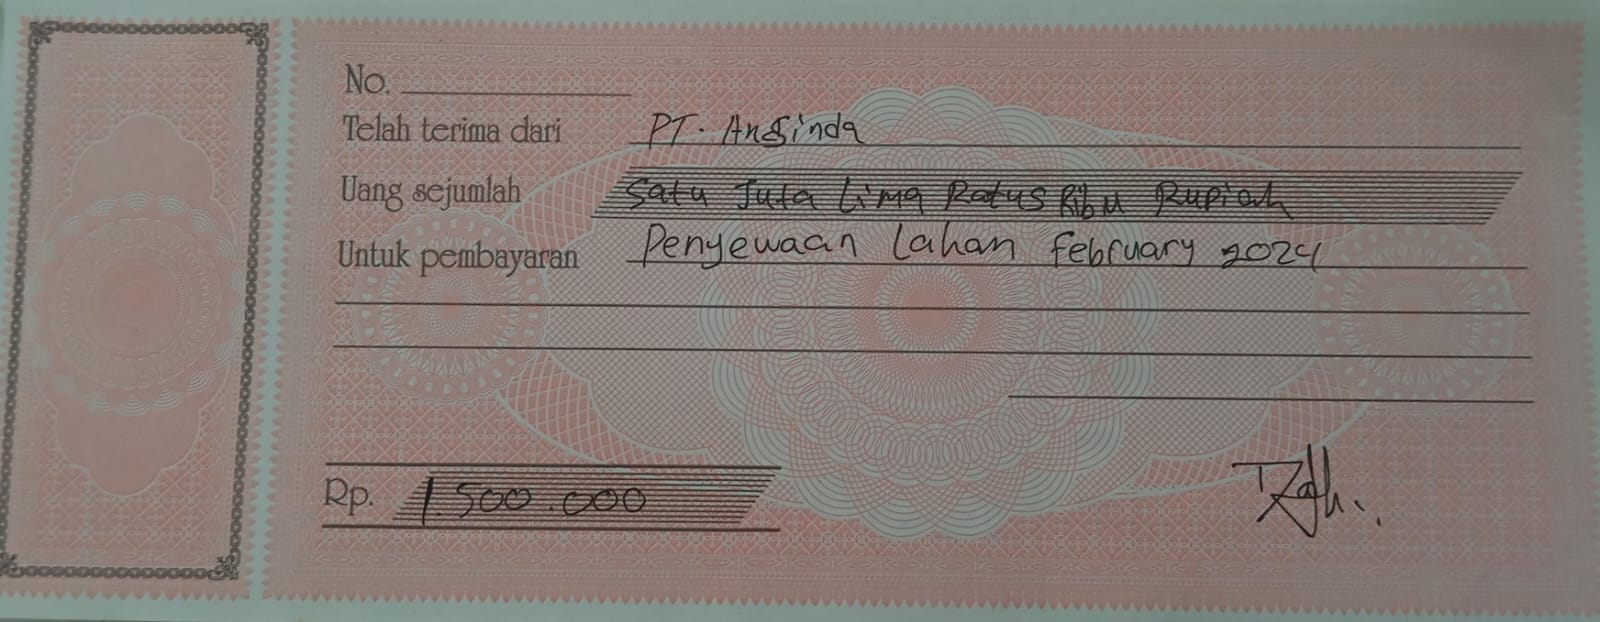 No.
Telah terima dari PT. Anginda
Uang sejumlah Satu Juta Lima Ratus Ribu Rupiah
Untuk pembayaran Penyewaan Lahan February 2024
Rp. 1.500.000